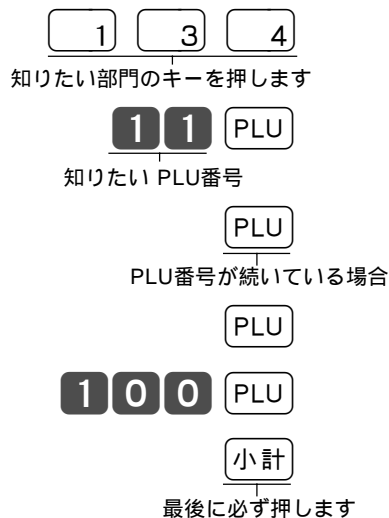 1 3 4
知りたい部門のキーを押します
1 1 PLU
知りたい PLU番号
PLU
PLU番号が続いている場合
PLU
1 0 0 PLU
小計
最後に必ず押します